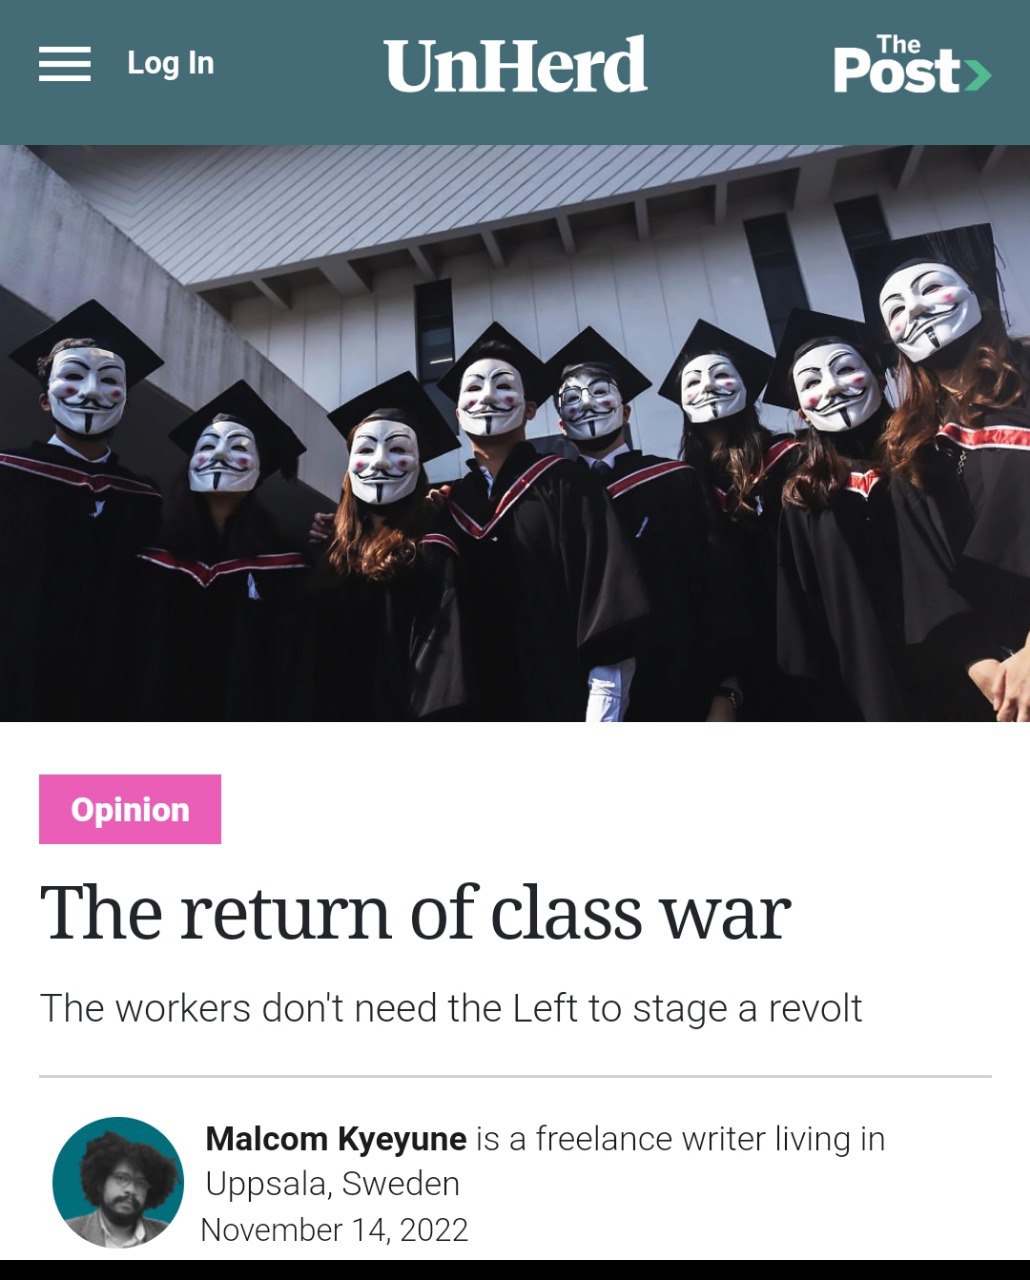 Log In
UnHerd
The
Post
Opinion
The return of class war
The workers don't need the Left to stage a revolt
Malcom Kyeyune is a freelance writer living in
Uppsala, Sweden
November 14, 2022